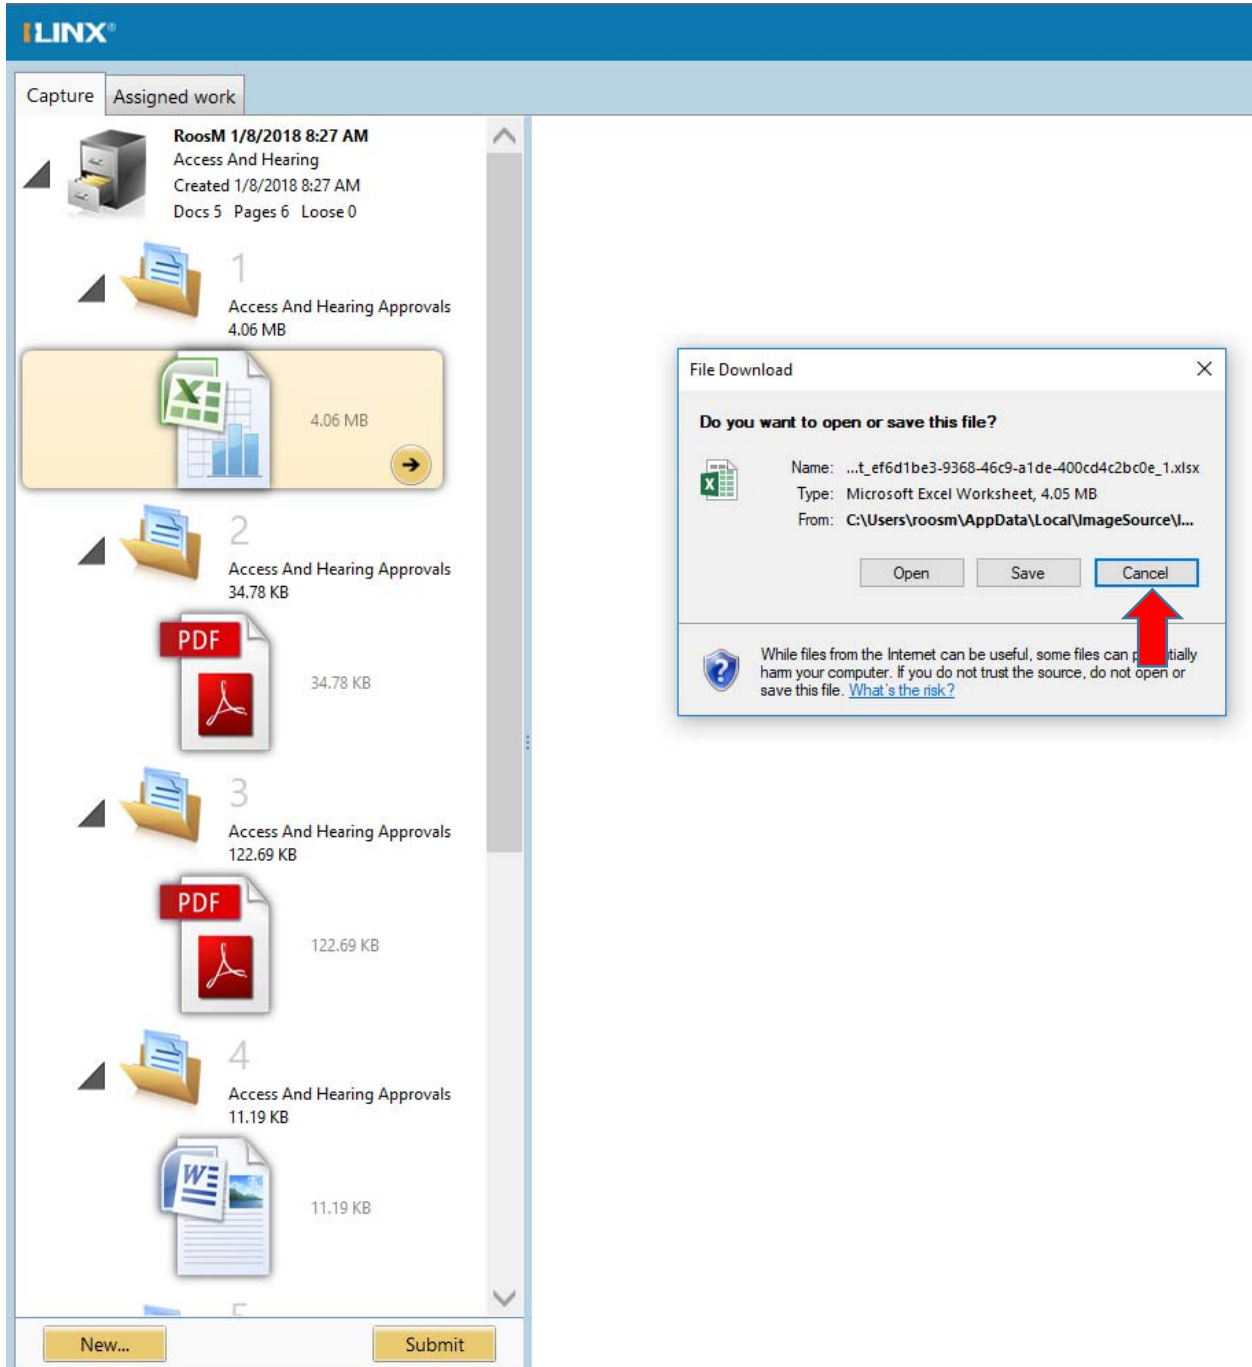 ILINX®
Capture
Assigned work
RoosM 1/8/2018 8:27 AM
Access And Hearing
Created 1/8/2018 8:27 AM
Docs 5 Pages 6 Loose 0
1
Access And Hearing Approvals
4.06 MB
4.06 MB
2
Access And Hearing Approvals
34.78 KB
PDF
34.78 KB
3
Access And Hearing Approvals
122.69 KB
PDF
122.69 KB
4
Access And Hearing Approvals
11.19 KB
W
11.19 KB
New...
Submit
File Download
Do you want to open or save this file?
Name: ...t_ef6d1be3-9368-46c9-a1de-400cd4c2bc0e_1.xlsx
Type: Microsoft Excel Worksheet, 4.05 MB
From: C:\Users\roosm\AppData\Local\ImageSource\I...
Open
Save
Cancel
While files from the Internet can be useful, some files can
harm your computer. If you do not trust the source, do not open or
save this file. What's the risk?